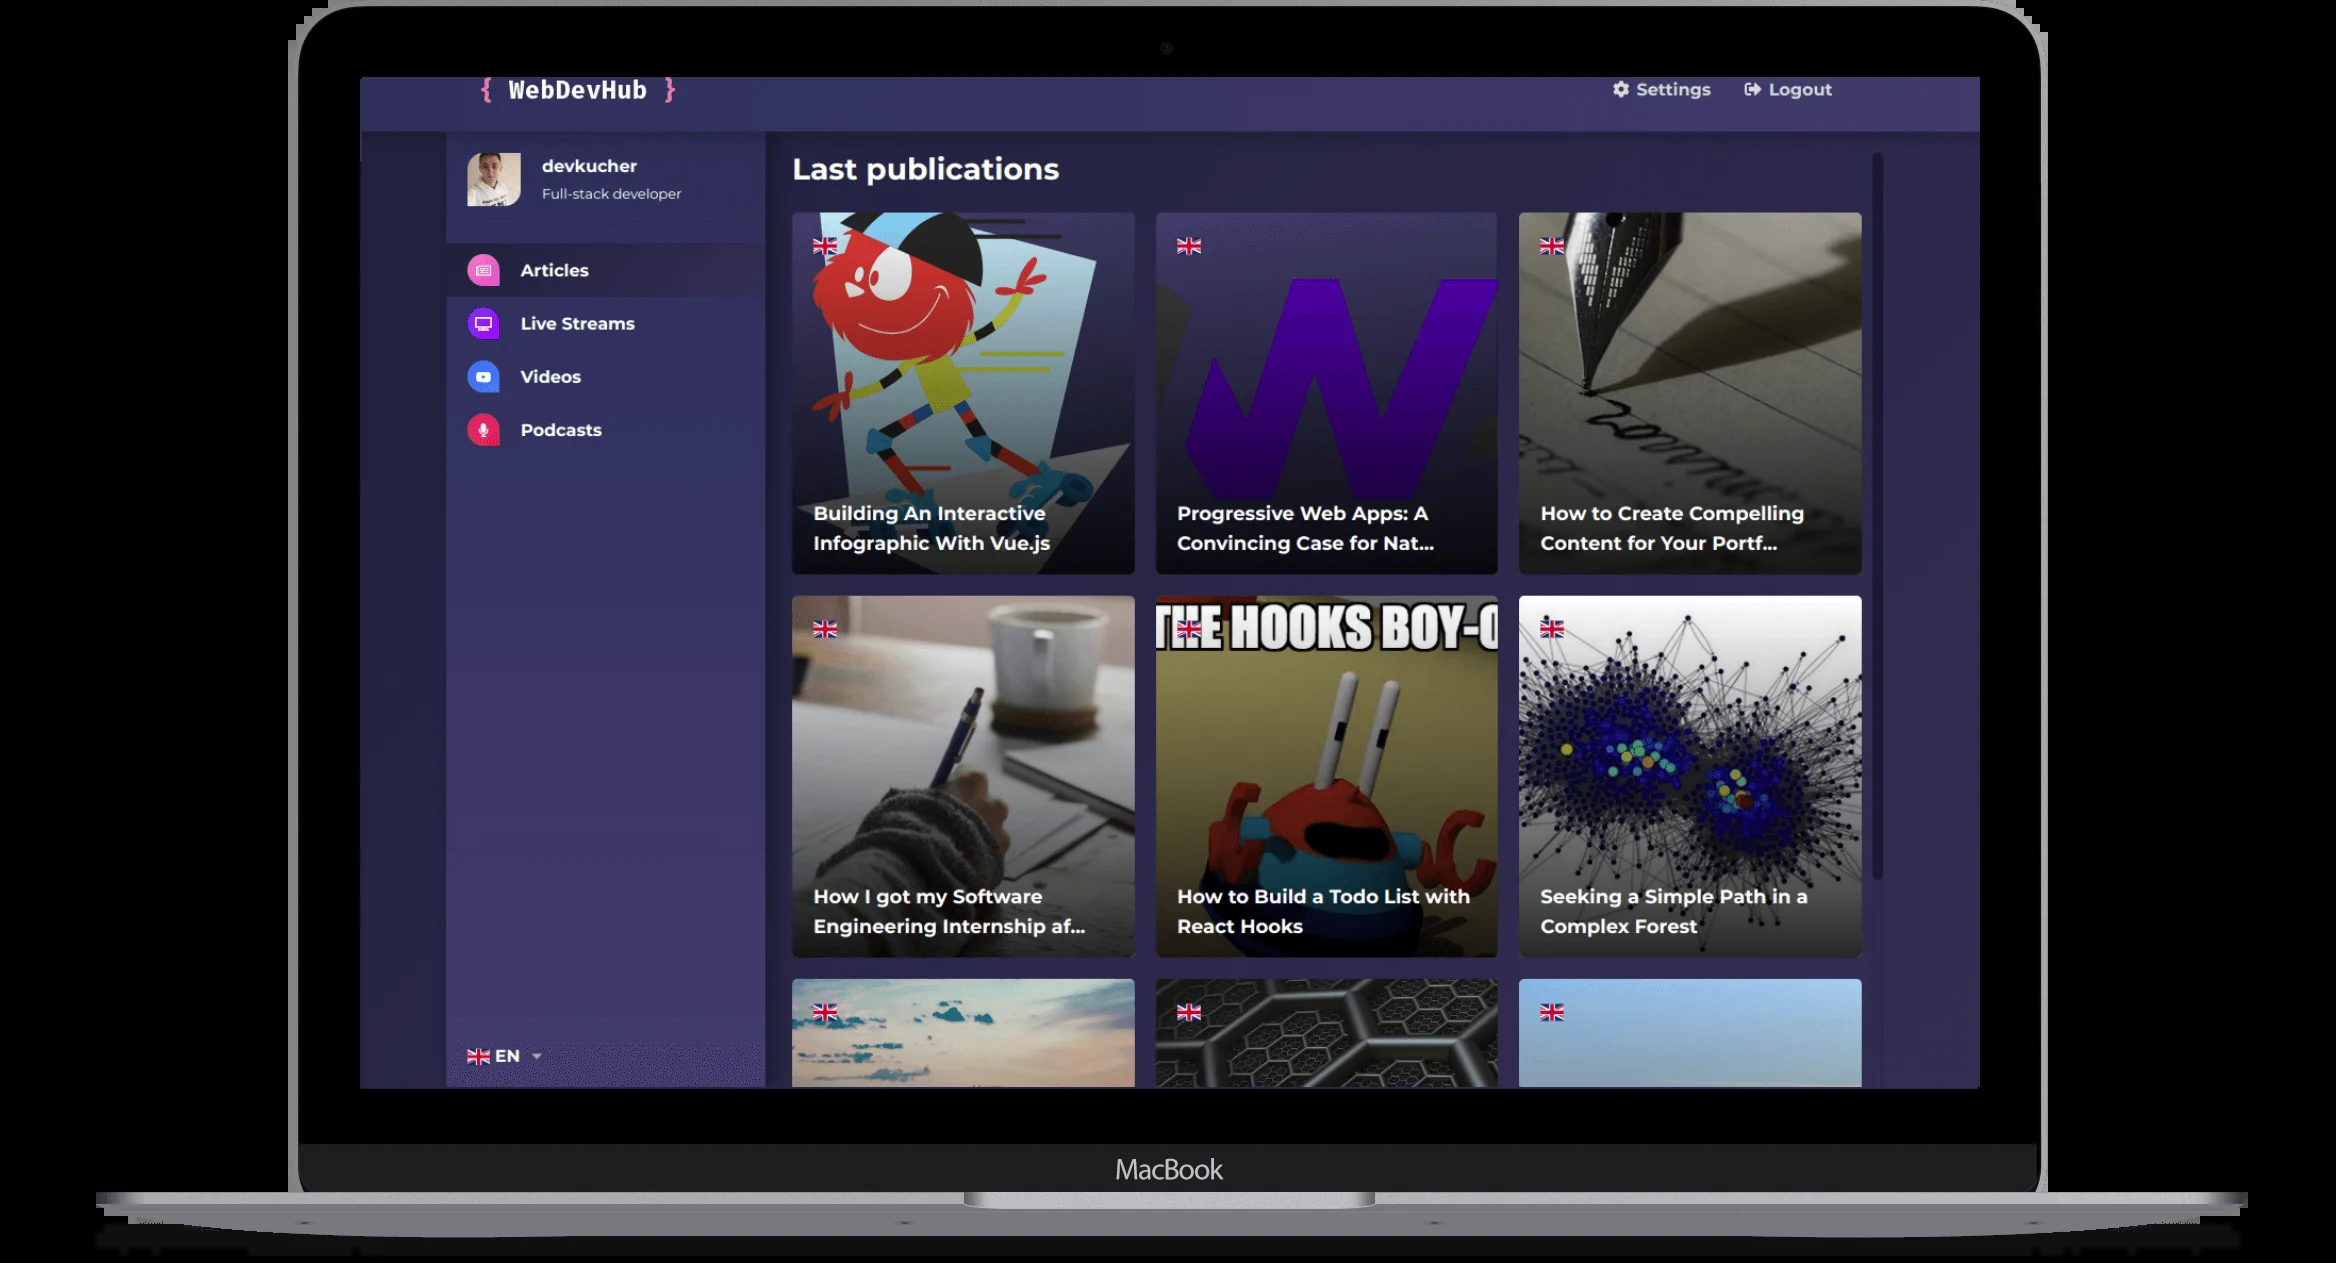 { WebDevHub }
Settings
Logout
devkucher
Full-stack developer
Articles
Live Streams
Videos
Podcasts
EN
Last publications
Building An Interactive
Infographic With Vue.js
Progressive Web Apps: A
Convincing Case for Nat...
How to Create Compelling
Content for Your Portf...
How I got my Software
Engineering Internship af...
THE HOOKS BOY-O
How to Build a Todo List with
React Hooks
Seeking a Simple Path in a
Complex Forest
MacBook